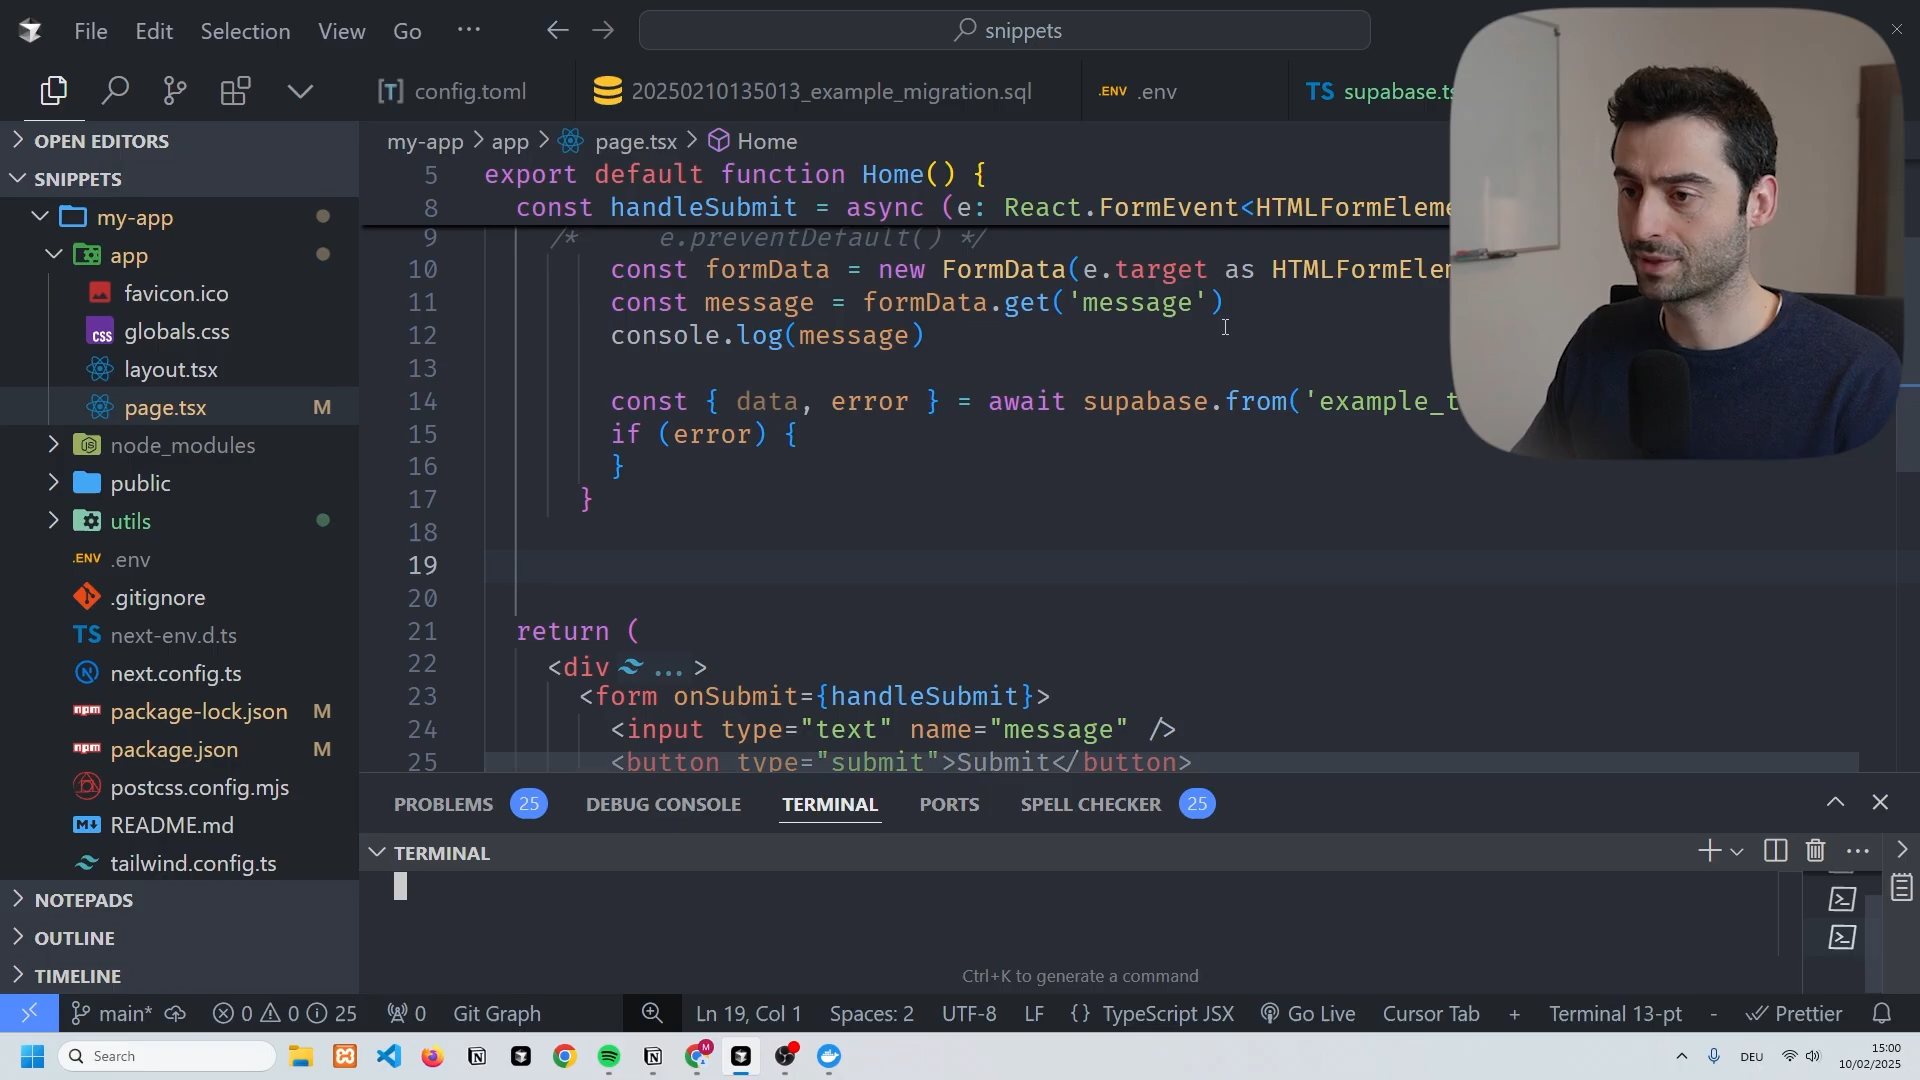 File Edit Selection View Go ··· snippets
[T] config.toml 20250210135013_example_migration.sql .ENV .env TS supabase.ts
OPEN EDITORS
SNIPPETS
my-app
app
favicon.ico
css globals.css
layout.tsx
page.tsx M
node_modules
public
utils
.ENV .env
.gitignore
TS next-env.d.ts
next.config.ts
npm package-lock.json M
npm package.json M
postcss.config.mjs
README.md
tailwind.config.ts
NOTEPADS
OUTLINE
TIMELINE
my-app > app > page.tsx > Home
5 export default function Home() {
8 const handleSubmit = async (e: React.FormEvent<HTMLFormEleme
9 /* e.preventDefault() */
10 const formData = new FormData(e.target as HTMLFormElem
11 const message = formData.get('message')
12 console.log(message)
13
14 const { data, error } = await supabase.from('example_t
15 if (error) {
16 }
17 }
18
19
20
21 return (
22 <div ... >
23 <form onSubmit={handleSubmit}>
24 <input type="text" name="message" />
25 <button type="submit">Submit</button>
PROBLEMS 25 DEBUG CONSOLE TERMINAL PORTS SPELL CHECKER 25
TERMINAL
Ctrl+K to generate a command
main* 0 0 25 0 Git Graph Ln 19, Col 1 Spaces: 2 UTF-8 LF {} TypeScript JSX Go Live Cursor Tab + Terminal 13-pt - Prettier
Search M DEU 15:00
10/02/2025